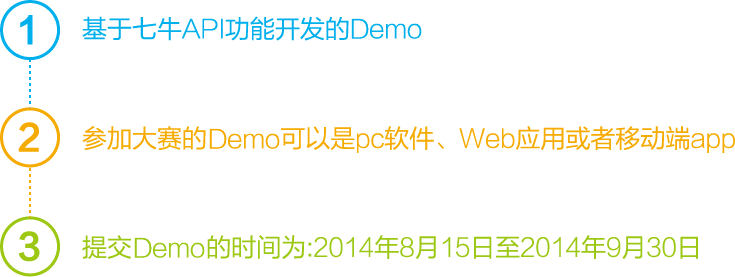 1 基于七牛API功能开发的Demo
2 参加大赛的Demo可以是pc软件、Web应用或者移动端app
3 提交Demo的时间为:2014年8月15日至2014年9月30日